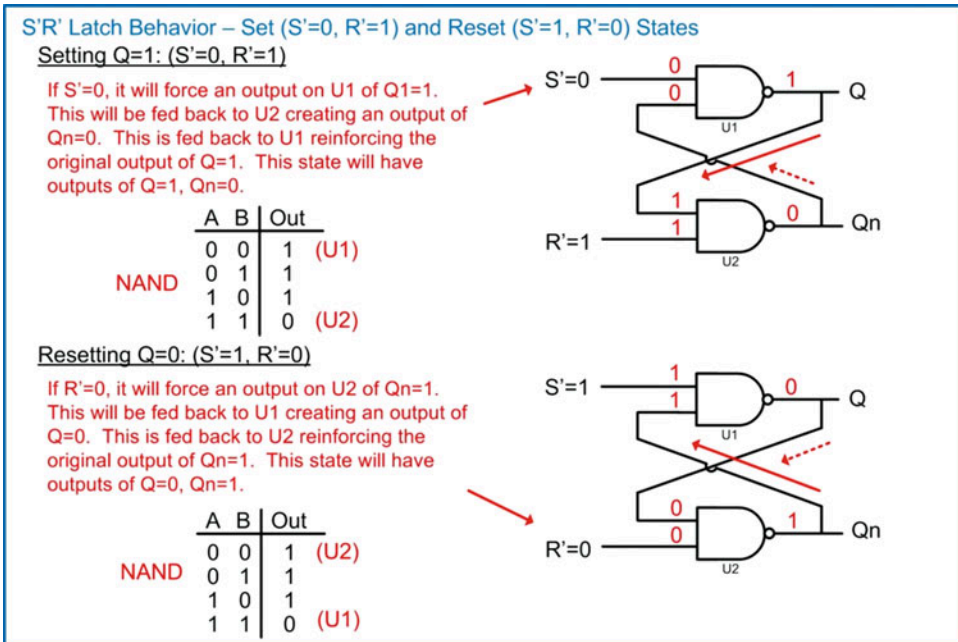 S'R' Latch Behavior – Set (S'=0, R'=1) and Reset (S'=1, R'=0) States
Setting Q=1: (S'=0, R'=1)
If S'=0, it will force an output on U1 of Q1=1.
This will be fed back to U2 creating an output of
Qn=0. This is fed back to U1 reinforcing the
original output of Q=1. This state will have
outputs of Q=1, Qn=0.
A B Out
0 0 1 (U1)
0 1 1
1 0 1
1 1 0 (U2)
NAND
S'=0
0
0
1
Q
U1
1
1
0
Qn
R'=1
U2
Resetting Q=0: (S'=1, R'=0)
If R'=0, it will force an output on U2 of Qn=1.
This will be fed back to U1 creating an output of
Q=0. This is fed back to U2 reinforcing the
original output of Qn=1. This state will have
outputs of Q=0, Qn=1.
A B Out
0 0 1 (U2)
0 1 1
1 0 1
1 1 0 (U1)
NAND
S'=1
1
1
0
Q
U1
0
0
1
Qn
R'=0
U2